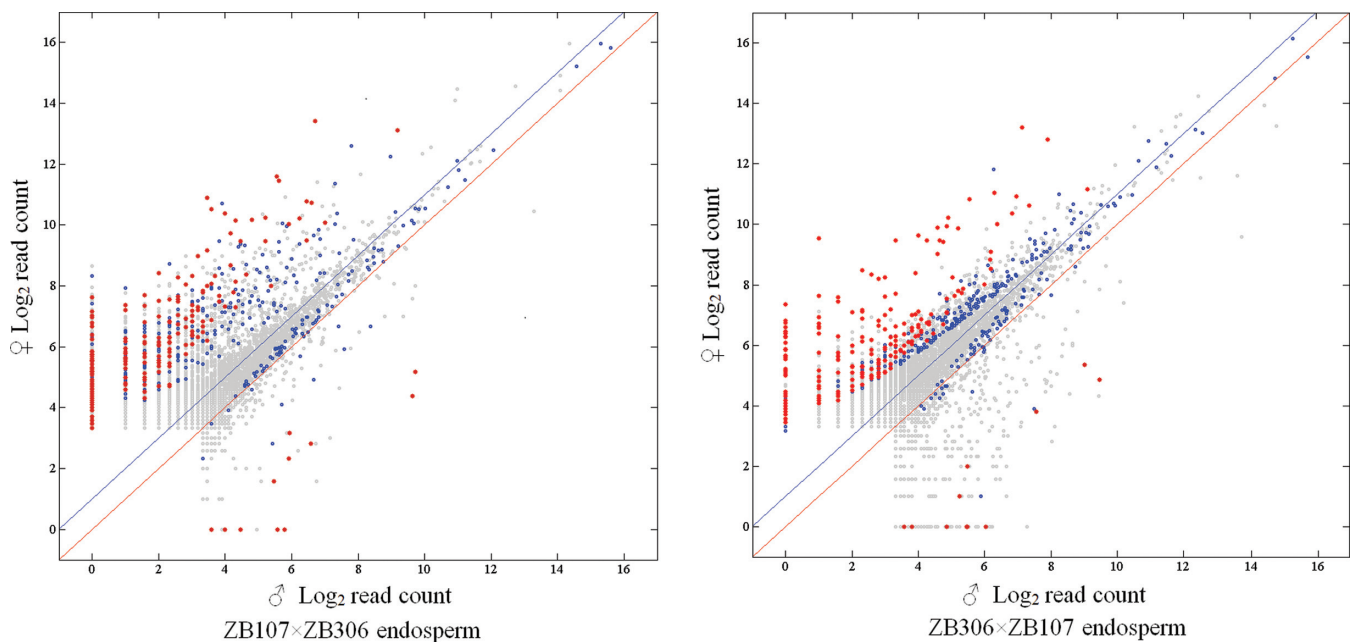 16
14
12
10
8
6
4
2
0
♀ Log₂ read count
0 2 4 6 8 10 12 14 16
♂ Log₂ read count
ZB107×ZB306 endosperm
16
14
12
10
8
6
4
2
0
♀ Log₂ read count
0 2 4 6 8 10 12 14 16
♂ Log₂ read count
ZB306×ZB107 endosperm